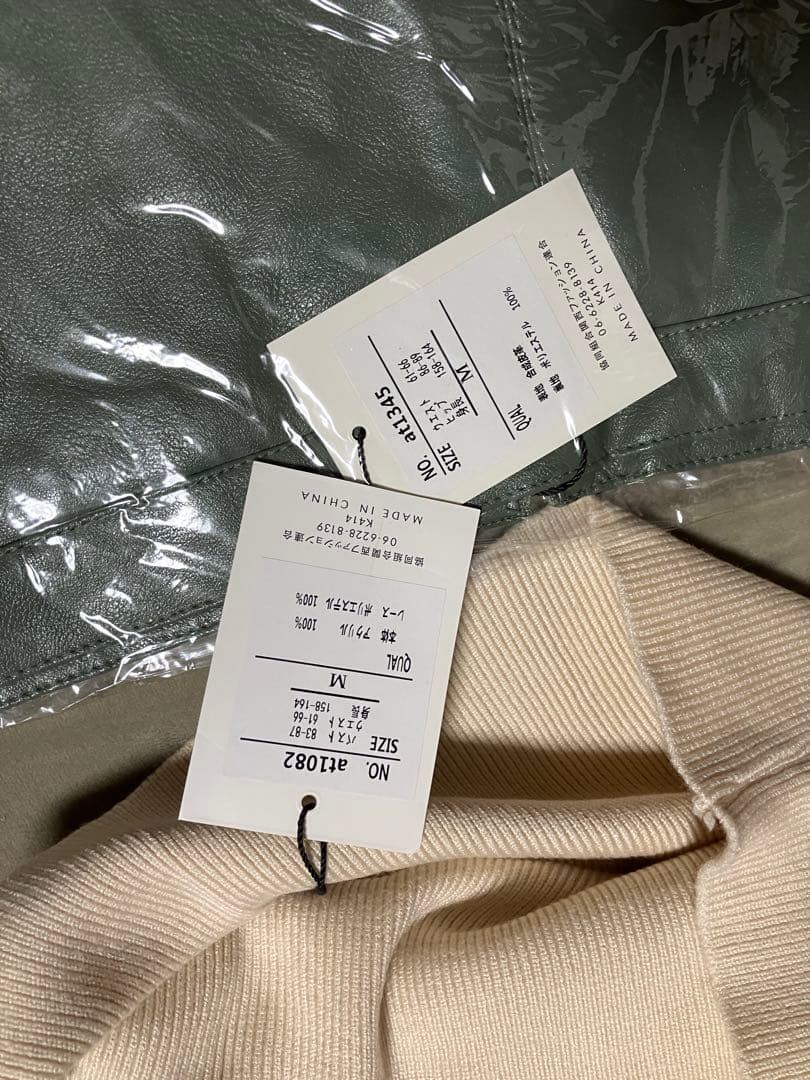 NO. at1345
SIZE ウエスト 61-66
ヒップ 86-89
身長 158-164
M
QUAL
表地 合成皮革
裏地 ポリエステル 100%
協同組合関西ファッション連合
06-6228-8139
K414
MADE IN CHINA
NO. at1082
SIZE バスト 83-87
ウエスト 61-66
身長 158-164
M
QUAL
本体 アクリル 100%
レース ポリエステル 100%
協同組合関西ファッション連合
06-6228-8139
K414
MADE IN CHINA